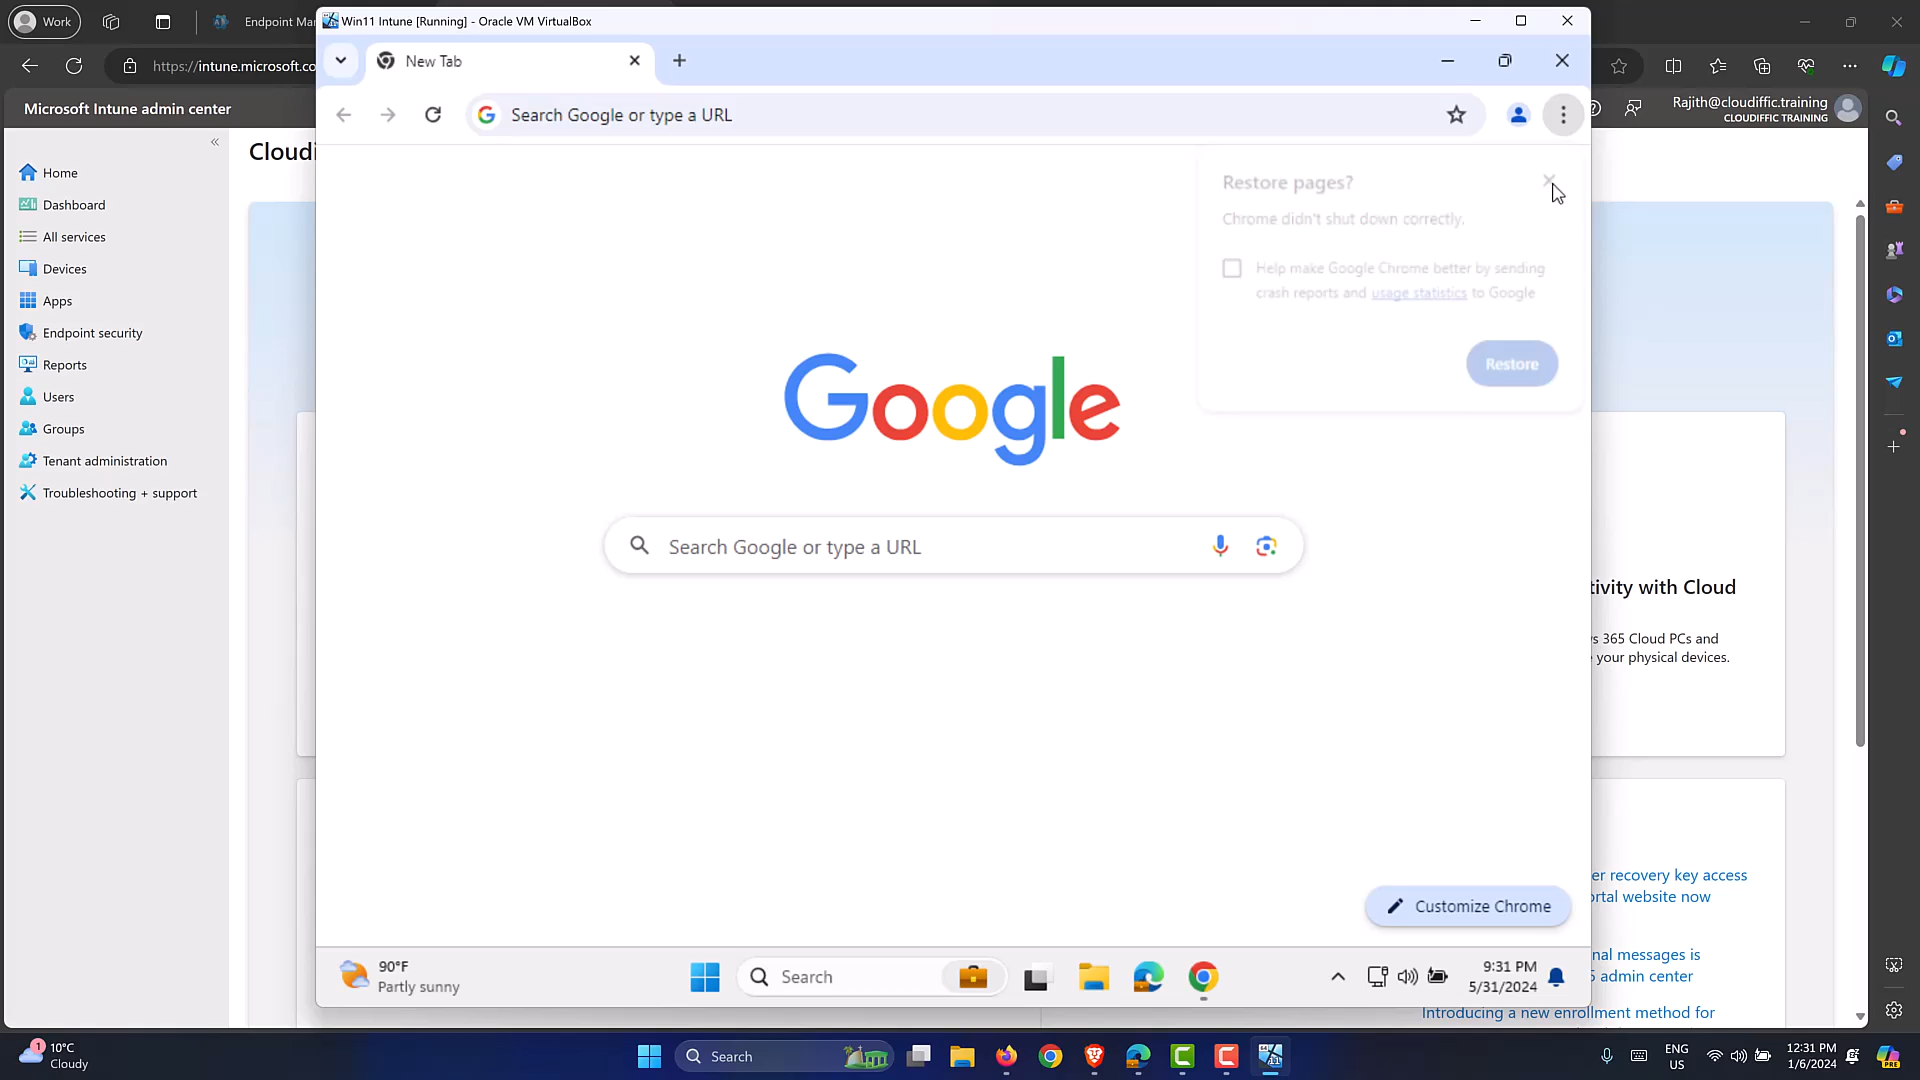 Work
Endpoint Ma
Win11 Intune [Running] - Oracle VM VirtualBox
https://intune.microsoft.co
New Tab
Microsoft Intune admin center
Search Google or type a URL
Rajith@cloudiffic.training
CLOUDIFFIC TRAINING
Cloudi
Home
Dashboard
All services
Devices
Apps
Endpoint security
Reports
Users
Groups
Tenant administration
Troubleshooting + support
Restore pages?
Chrome didn't shut down correctly.
Help make Google Chrome better by sending
crash reports and usage statistics to Google
Restore
Google
Search Google or type a URL
tivity with Cloud
s 365 Cloud PCs and
your physical devices.
er recovery key access
ortal website now
nal messages is
admin center
Introducing a new enrollment method for
Customize Chrome
90°F
Partly sunny
Search
9:31 PM
5/31/2024
1
10°C
Cloudy
Search
ENG
US
12:31 PM
1/6/2024
PRE